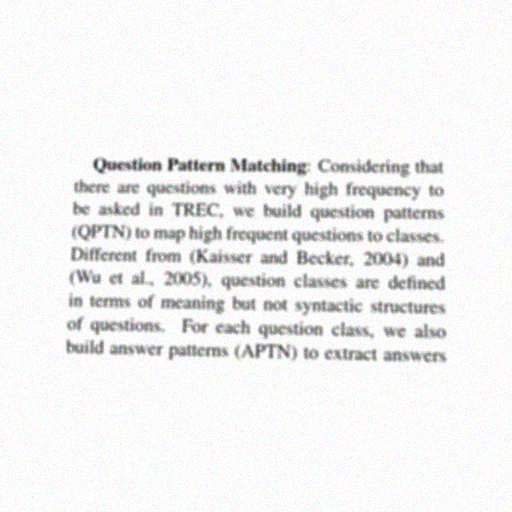 Question Pattern Matching: Considering that
there are questions with very high frequency to
be asked in TREC, we build question patterns
(QPTN) to map high frequent questions to classes.
Different from (Kaisser and Becker, 2004) and
(Wu et al., 2005), question classes are defined
in terms of meaning but not syntactic structures
of questions. For each question class, we also
build answer patterns (APTN) to extract answers